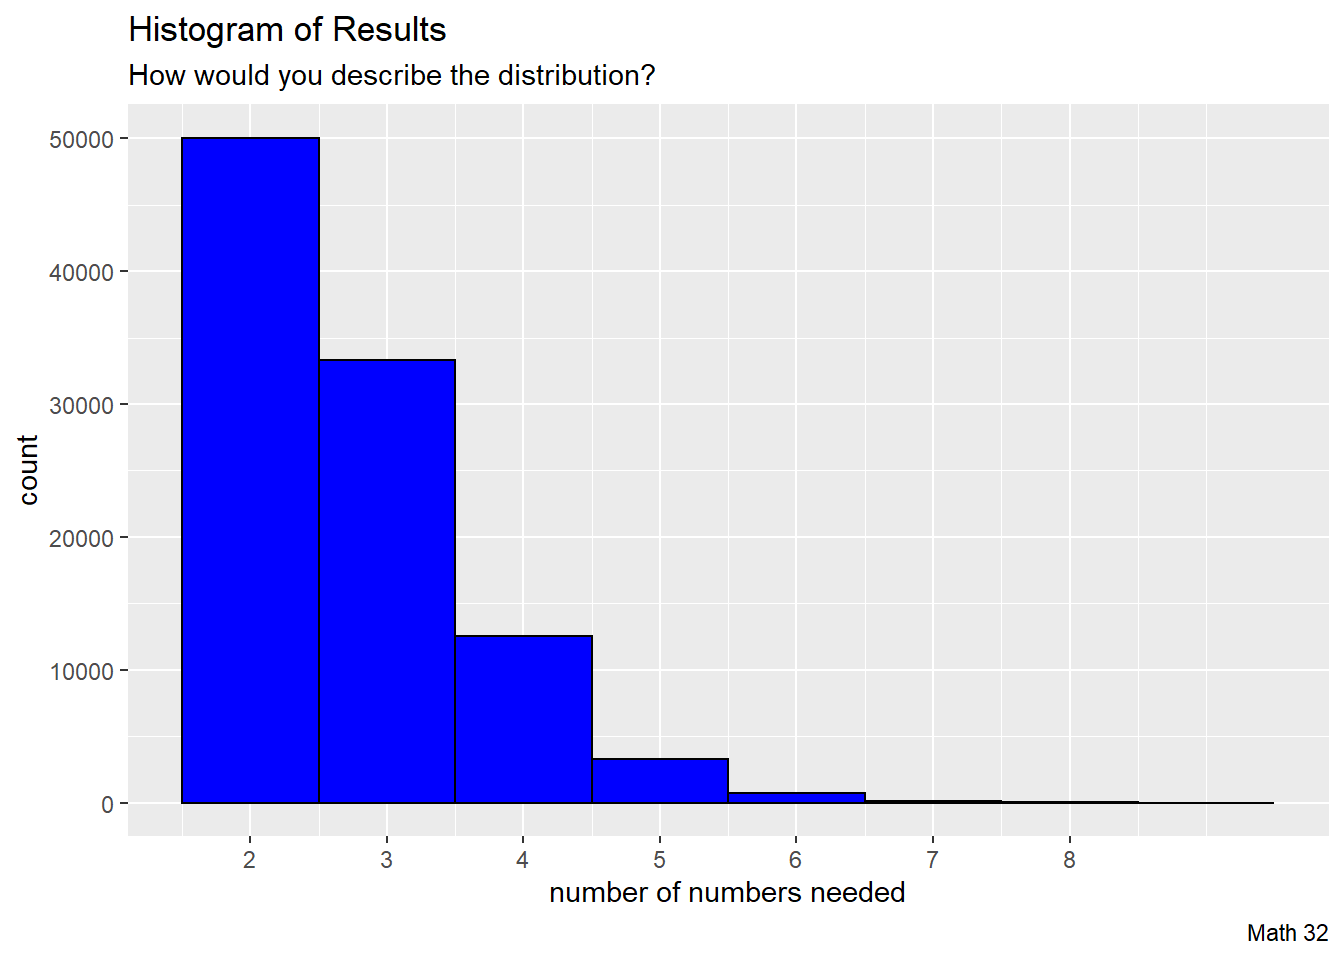 Histogram of Results
How would you describe the distribution?
50000
40000
30000
20000
10000
0
count
2 3 4 5 6 7 8
number of numbers needed
Math 32